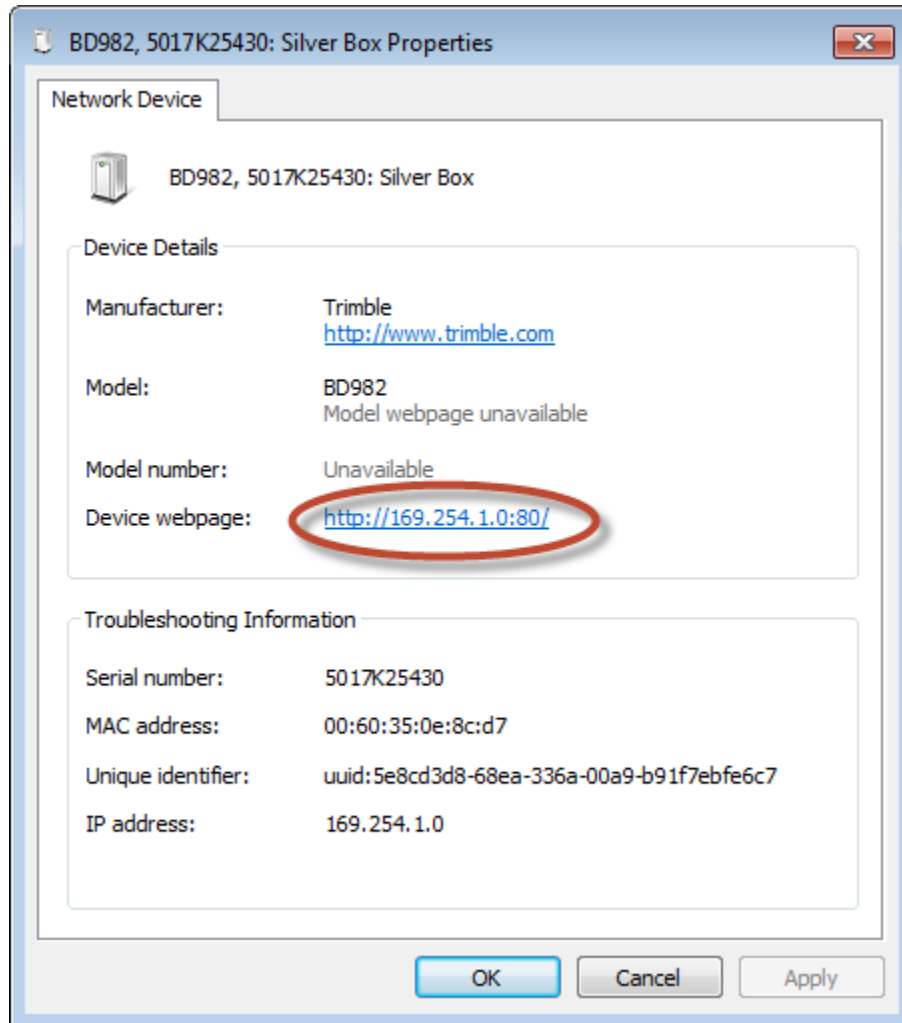 BD982, 5017K25430: Silver Box Properties
Network Device
BD982, 5017K25430: Silver Box
Device Details
Manufacturer: Trimble
http://www.trimble.com
Model: BD982
Model webpage unavailable
Model number: Unavailable
Device webpage: http://169.254.1.0:80/
Troubleshooting Information
Serial number: 5017K25430
MAC address: 00:60:35:0e:8c:d7
Unique identifier: uuid:5e8cd3d8-68ea-336a-00a9-b91f7ebfe6c7
IP address: 169.254.1.0
OK Cancel Apply